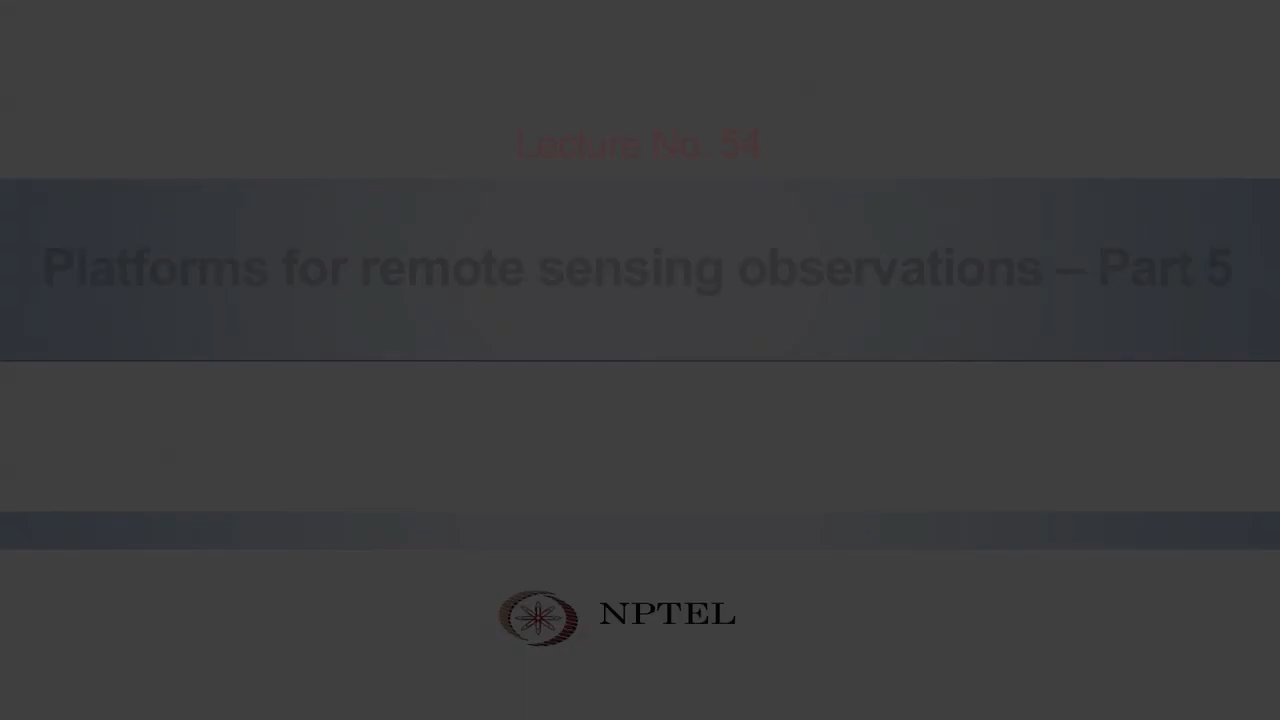 Lecture No. 54
Platforms for remote sensing observations – Part 5
NPTEL